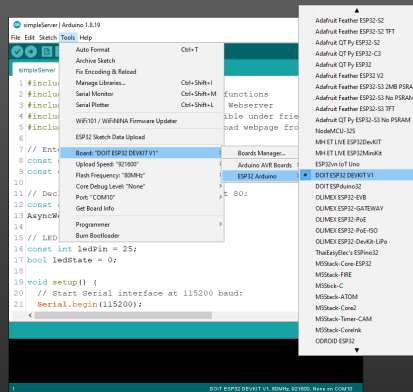 simpleServer | Arduino 1.8.19
File Edit Sketch Tools Help
simpleServer
Auto Format Ctrl+T
Archive Sketch
Fix Encoding & Reload
Manage Libraries... Ctrl+Shift+I
Serial Monitor Ctrl+Shift+M
Serial Plotter Ctrl+Shift+L
WiFi101 / WiFiNINA Firmware Updater
ESP32 Sketch Data Upload
Board: "DOIT ESP32 DEVKIT V1"
Upload Speed: "921600"
Flash Frequency: "80MHz"
Core Debug Level: "None"
Port: "COM10"
Get Board Info
Programmer
Burn Bootloader
Boards Manager...
Arduino AVR Boards
ESP32 Arduino
Adafruit Feather ESP32-S2
Adafruit Feather ESP32-S2 TFT
Adafruit QT Py ESP32-S2
Adafruit QT Py ESP32-C3
Adafruit QT Py ESP32
Adafruit Feather ESP32 V2
Adafruit Feather ESP32-S3 2MB PSRA
Adafruit Feather ESP32-S3 No PSRAM
Adafruit Feather ESP32-S3 TFT
Adafruit QT Py ESP32-S3 No PSRAM
NodeMCU-32S
MH ET LIVE ESP32DevKIT
MH ET LIVE ESP32MiniKit
ESP32vn IoT Uno
DOIT ESP32 DEVKIT V1
DOIT ESPduino32
OLIMEX ESP32-EVB
OLIMEX ESP32-GATEWAY
OLIMEX ESP32-PoE
OLIMEX ESP32-PoE-ISO
OLIMEX ESP32-DevKit-LiPo
ThaiEasyElec's ESPino32
M5Stack-Core-ESP32
M5Stack-FIRE
M5Stick-C
M5Stack-ATOM
M5Stack-Core2
M5Stack-Timer-CAM
M5Stack-CoreInk
ODROID ESP32
1 #inclu
2 #inclu functions
3 #inclu Webserver
4 #inclu ible under frie
5 #inclu oad webpage fro
6
7 // Ent
8 const
9 const
10
11 // Decl t 80:
12 const
13 AsyncWe
14
15 // LED
16 const int ledPin = 25;
17 bool ledState = 0;
18
19 void setup() {
20 // Start Serial interface at 115200 baud:
21 Serial.begin(115200);
1 DOIT ESP32 DEVKIT V1, 80MHz, 921600, None on COM10